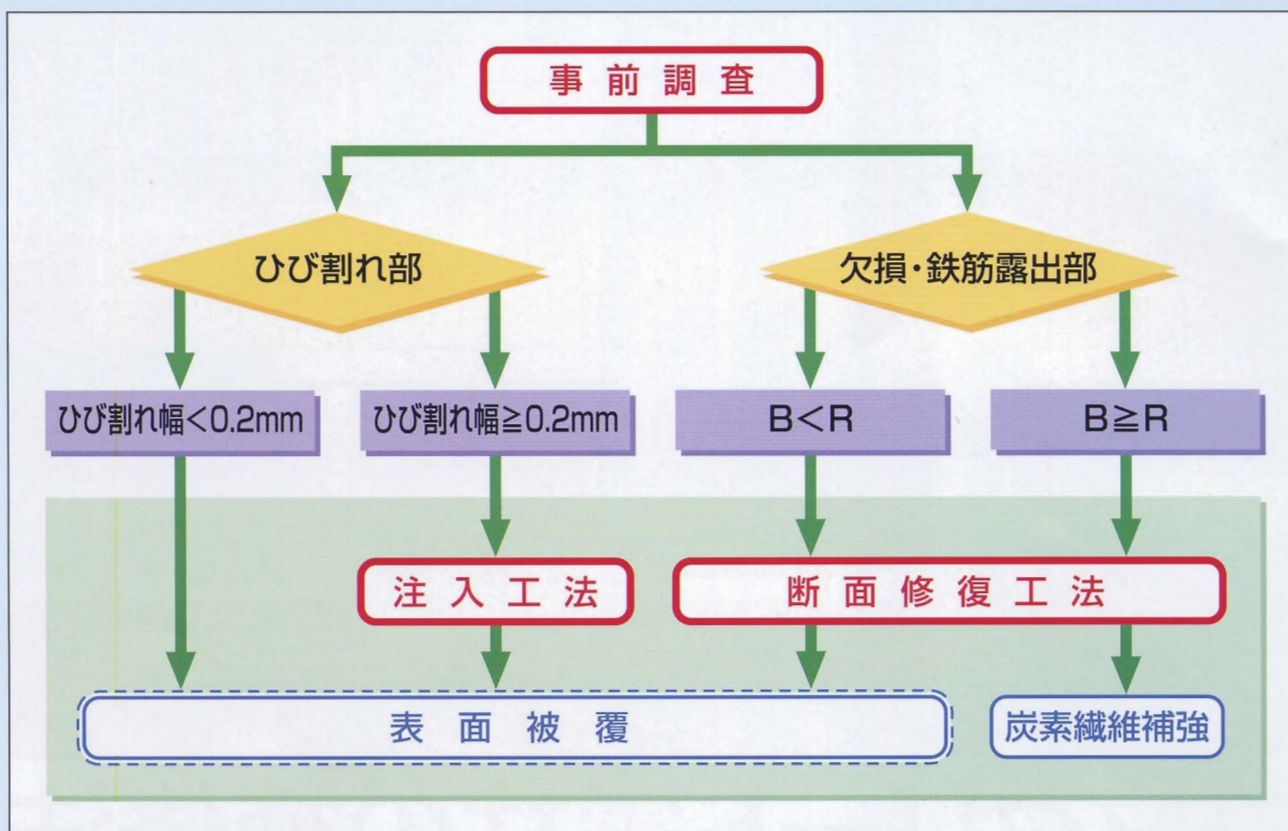 事前調査
ひび割れ部
欠損・鉄筋露出部
ひび割れ幅<0.2mm
ひび割れ幅≧0.2mm
B<R
B≧R
注入工法
断面修復工法
表面被覆
炭素繊維補強